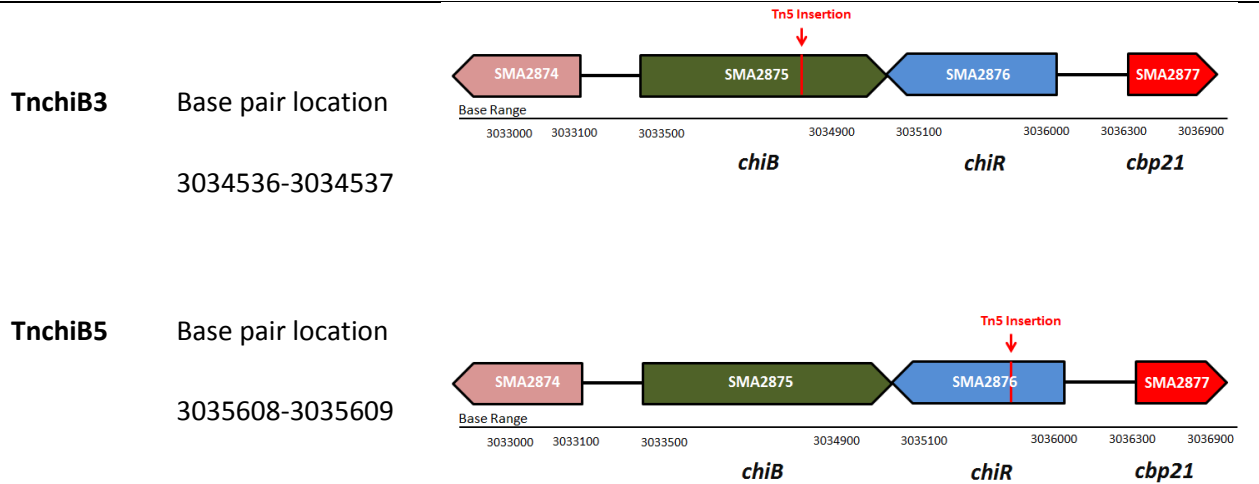 Tn5 Insertion
SMA2874 SMA2875 SMA2876 SMA2877
TnchiB3 Base pair location
Base Range
3033000 3033100 3033500 3034900 3035100 3036000 3036300 3036900
chiB chiR cbp21
3034536-3034537
Tn5 Insertion
TnchiB5 Base pair location
SMA2874 SMA2875 SMA2876 SMA2877
3035608-3035609
Base Range
3033000 3033100 3033500 3034900 3035100 3036000 3036300 3036900
chiB chiR cbp21